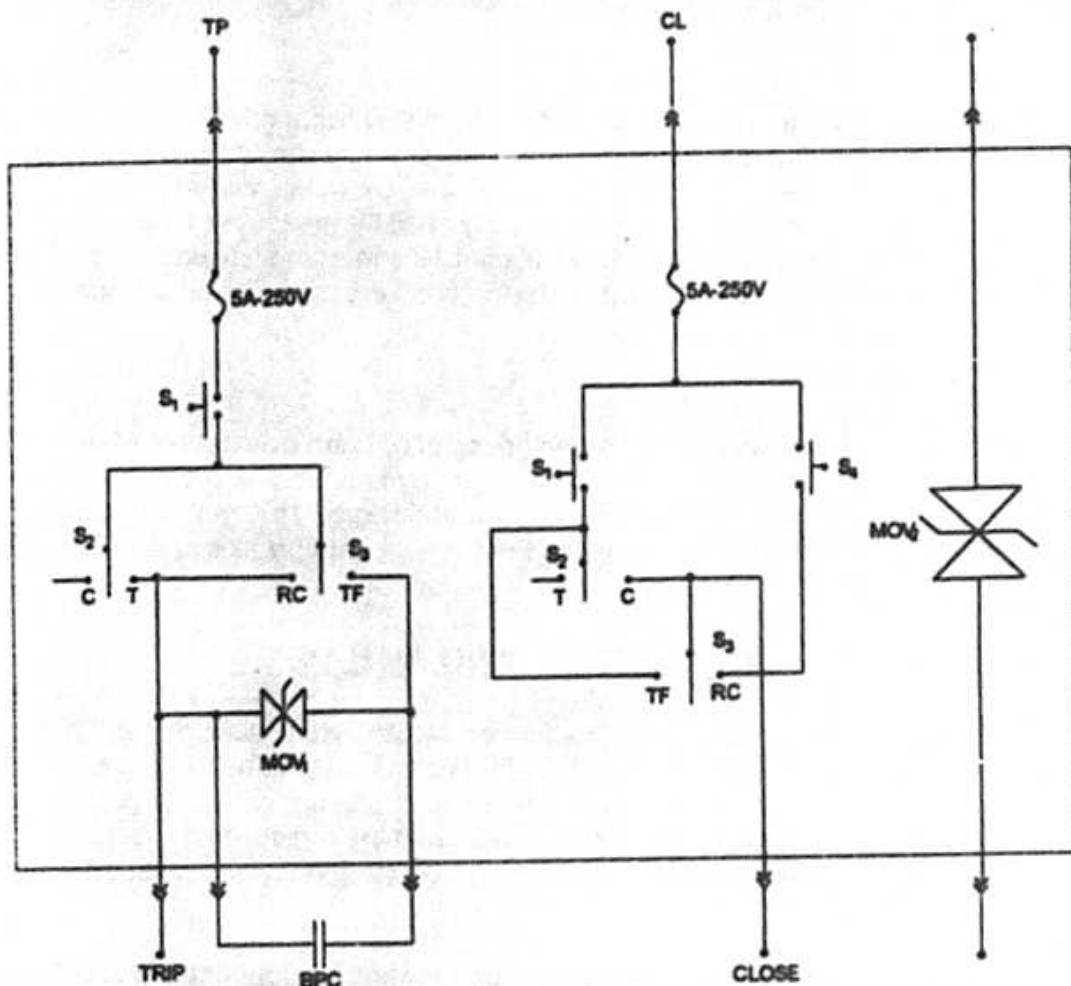 TP CL
5A-250V 5A-250V
S₁
S₁ S₄
S₂ S₃ S₂ MOV₂
C T RC TF T C
S₃
TF RC
MOV₁
TRIP BPC CLOSE